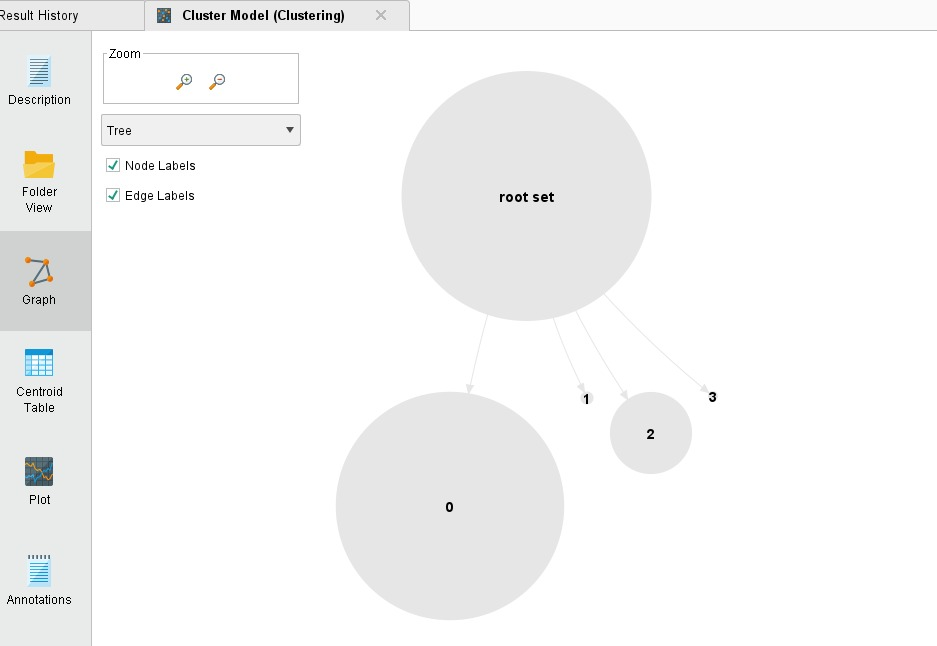 Result History
Cluster Model (Clustering)
Description
Folder
View
Graph
Centroid
Table
Plot
Annotations
Zoom
Tree
Node Labels
Edge Labels
root set
0
1
2
3